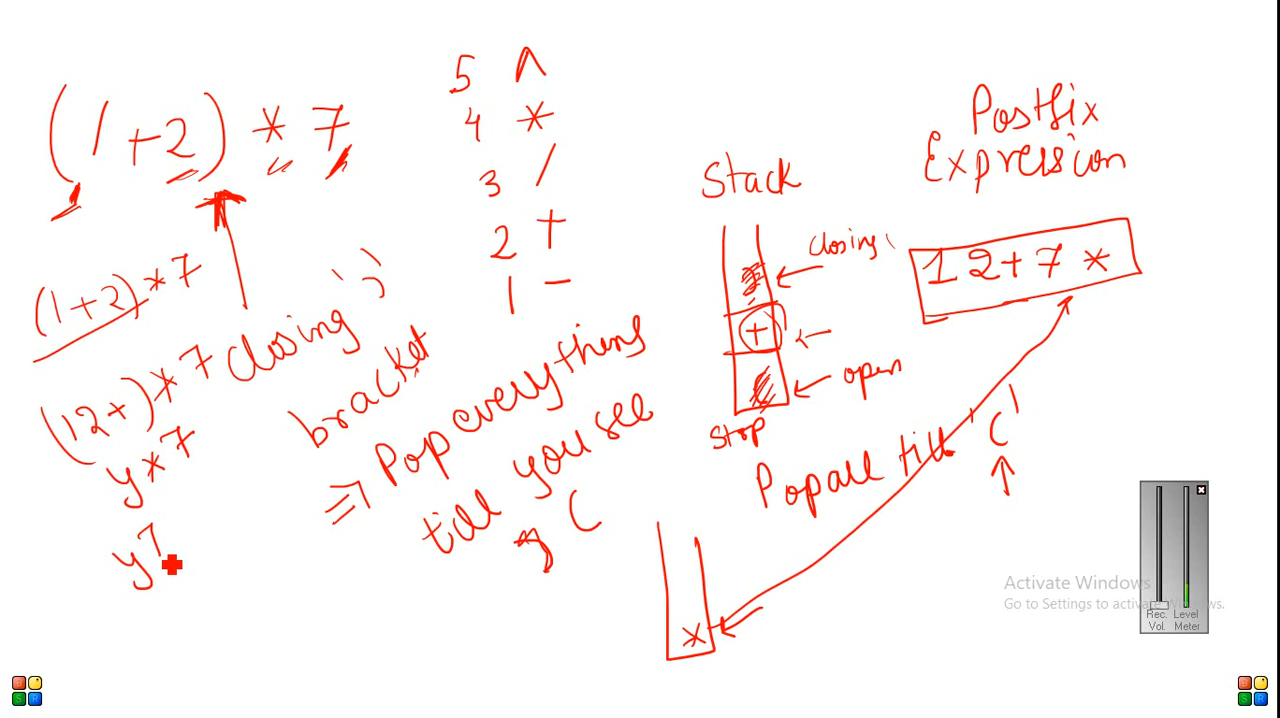 (1+2) * 7
5 ^
4 *
3 /
2 +
1 -
(1+2) * 7
(12+) * 7
y * 7
y7
closing ')'
bracket
=> Pop everything
till you see
(
Stack
closing (
+
open
Stop
Postfix
Expression
12+7 *
Pop all till '('
*
Activate Windows
Go to Settings to activate Windows.
Rec. Vol.
Level Meter